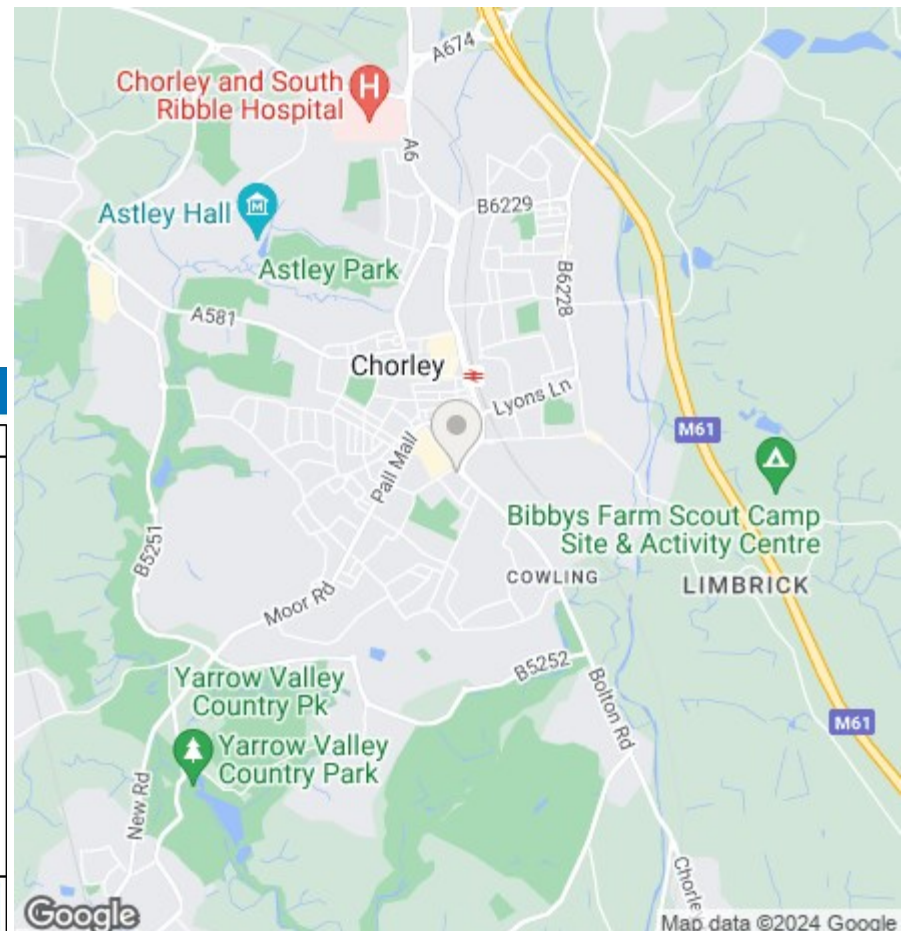 A674
Chorley and South
Ribble Hospital
H
A6
B6229
Astley Hall
M
Astley Park
B6228
A581
Chorley
Lyons Ln
M61
Pall Mall
Bibbys Farm Scout Camp
Site & Activity Centre
B5251
COWLING
LIMBRICK
Moor Rd
B5252
Yarrow Valley
Country Pk
Bolton Rd
M61
Yarrow Valley
Country Park
New Rd
Chorley
Google
Map data ©2024 Google